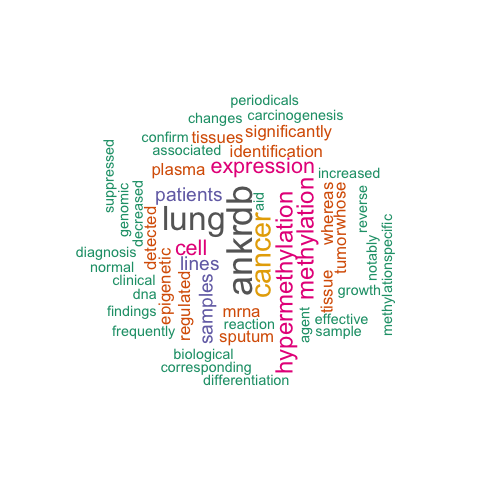 periodicals
changes
carcinogenesis
confirm
tissues
significantly
associated
identification
plasma
expression
increased
suppressed
genomic
decreased
patients
aid
whereas
tumorwhose
reverse
lung
ankrdb
cancer
hypermethylation
methylation
detected
cell
notably
methylationspecific
diagnosis
normal
epigenetic
lines
clinical
regulated
samples
tissue
growth
dna
findings
mrna
agent
effective
frequently
reaction
sample
sputum
biological
corresponding
differentiation